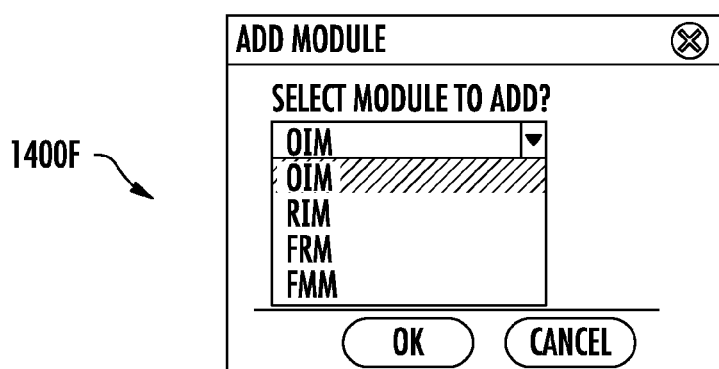 ADD MODULE
SELECT MODULE TO ADD?
1400F
OIM
OIM
RIM
FRM
FMM
OK CANCEL